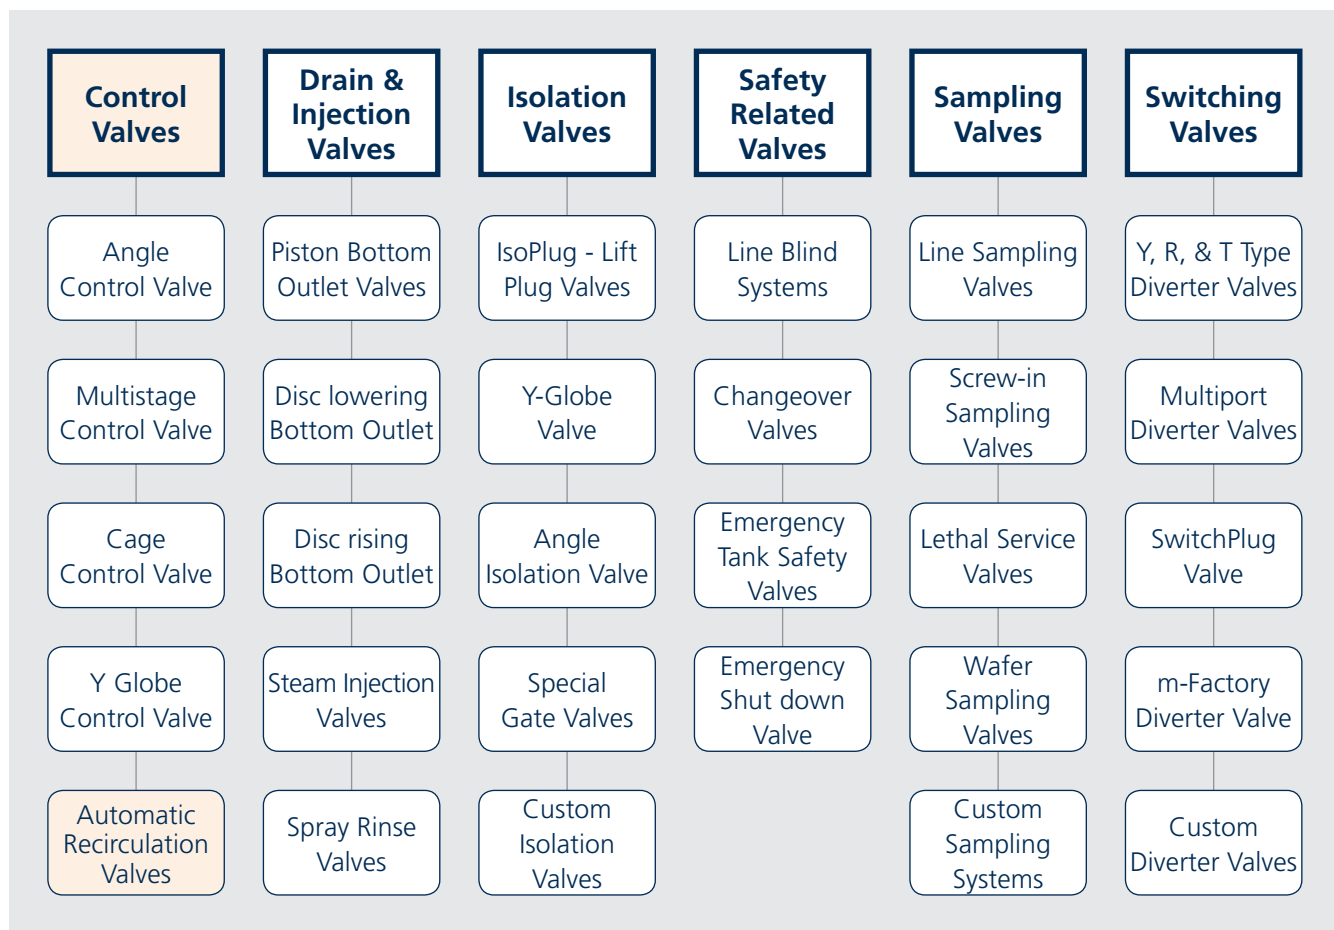 Control
Valves
Drain &
Injection
Valves
Isolation
Valves
Safety
Related
Valves
Sampling
Valves
Switching
Valves
Angle
Control Valve
Piston Bottom
Outlet Valves
IsoPlug - Lift
Plug Valves
Line Blind
Systems
Line Sampling
Valves
Y, R, & T Type
Diverter Valves
Multistage
Control Valve
Disc lowering
Bottom Outlet
Y-Globe
Valve
Changeover
Valves
Screw-in
Sampling
Valves
Multiport
Diverter Valves
Cage
Control Valve
Disc rising
Bottom Outlet
Angle
Isolation Valve
Emergency
Tank Safety
Valves
Lethal Service
Valves
SwitchPlug
Valve
Y Globe
Control Valve
Steam Injection
Valves
Special
Gate Valves
Emergency
Shut down
Valve
Wafer
Sampling
Valves
m-Factory
Diverter Valve
Automatic
Recirculation
Valves
Spray Rinse
Valves
Custom
Isolation
Valves
Custom
Sampling
Systems
Custom
Diverter Valves